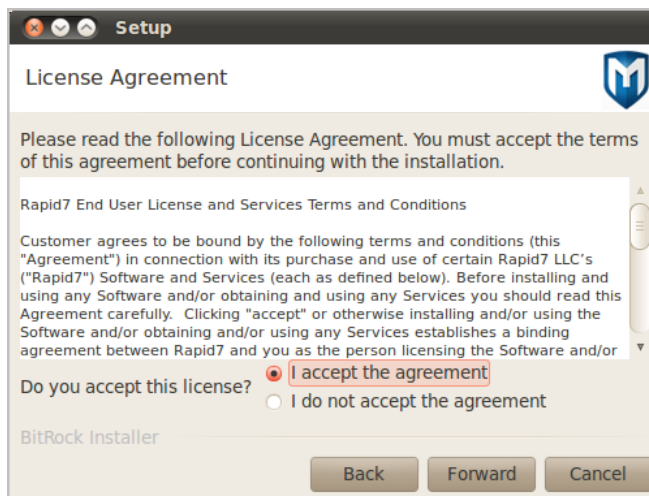 Setup
License Agreement
M
Please read the following License Agreement. You must accept the terms
of this agreement before continuing with the installation.
Rapid7 End User License and Services Terms and Conditions
Customer agrees to be bound by the following terms and conditions (this
"Agreement") in connection with its purchase and use of certain Rapid7 LLC's
("Rapid7") Software and Services (each as defined below). Before installing and
using any Software and/or obtaining and using any Services you should read this
Agreement carefully.  Clicking "accept" or otherwise installing and/or using the
Software and/or obtaining and/or using any Services establishes a binding
agreement between Rapid7 and you as the person licensing the Software and/or
Do you accept this license?
I accept the agreement
I do not accept the agreement
BitRock Installer
Back Forward Cancel